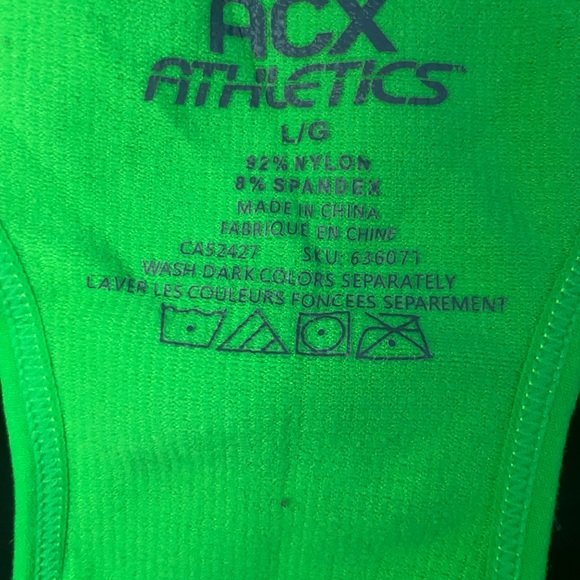 ACX
ATHLETICS
L/G
92% NYLON
8% SPANDEX
MADE IN CHINA
FABRIQUE EN CHINE
CA52427 SKU: 636071
WASH DARK COLORS SEPARATELY
LAVER LES COULEURS FONCEES SEPAREMENT